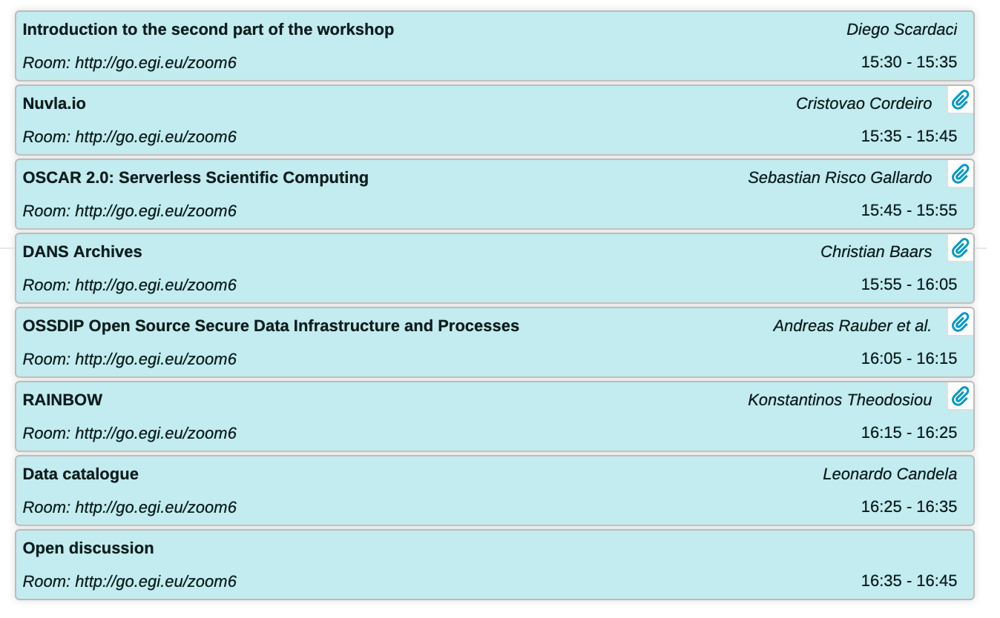 Introduction to the second part of the workshop Diego Scardaci
Room: http://go.egi.eu/zoom6 15:30 - 15:35
Nuvla.io Cristovao Cordeiro
Room: http://go.egi.eu/zoom6 15:35 - 15:45
OSCAR 2.0: Serverless Scientific Computing Sebastian Risco Gallardo
Room: http://go.egi.eu/zoom6 15:45 - 15:55
DANS Archives Christian Baars
Room: http://go.egi.eu/zoom6 15:55 - 16:05
OSSDIP Open Source Secure Data Infrastructure and Processes Andreas Rauber et al.
Room: http://go.egi.eu/zoom6 16:05 - 16:15
RAINBOW Konstantinos Theodosiou
Room: http://go.egi.eu/zoom6 16:15 - 16:25
Data catalogue Leonardo Candela
Room: http://go.egi.eu/zoom6 16:25 - 16:35
Open discussion
Room: http://go.egi.eu/zoom6 16:35 - 16:45